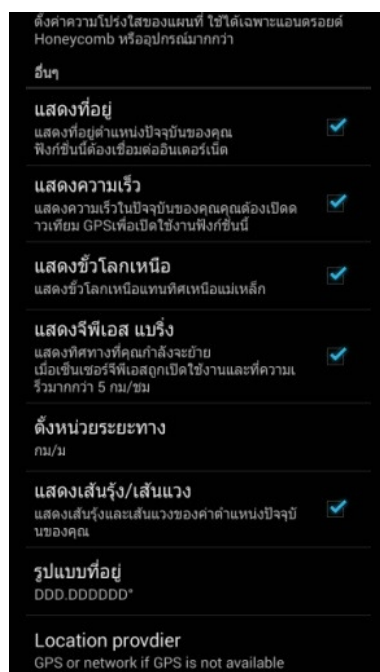 ตั้งค่าความโปร่งใสของแผนที่ ใช้ได้เฉพาะแอนดรอยด์
Honeycomb หรืออุปกรณ์มากกว่า
อื่นๆ
แสดงที่อยู่
แสดงที่อยู่ตำแหน่งปัจจุบันของคุณ
ฟังก์ชั่นนี้ต้องเชื่อมต่ออินเตอร์เน็ต
แสดงความเร็ว
แสดงความเร็วในปัจจุบันของคุณคุณต้องเปิดด
าวเทียม GPSเพื่อเปิดใช้งานฟังก์ชั่นนี้
แสดงขั้วโลกเหนือ
แสดงขั้วโลกเหนือแทนทิศเหนือแม่เหล็ก
แสดงจีพีเอส แบริ่ง
แสดงทิศทางที่คุณกำลังจะย้าย
เมื่อเซ็นเซอร์จีพีเอสถูกเปิดใช้งานและที่ความเ
ร็วมากกว่า 5 กม/ชม
ตั้งหน่วยระยะทาง
กม/ม
แสดงเส้นรุ้ง/เส้นแวง
แสดงเส้นรุ้งและเส้นแวงของค่าตำแหน่งปัจจุบั
นของคุณ
รูปแบบที่อยู่
DDD.DDDDDD°
Location provdier
GPS or network if GPS is not available